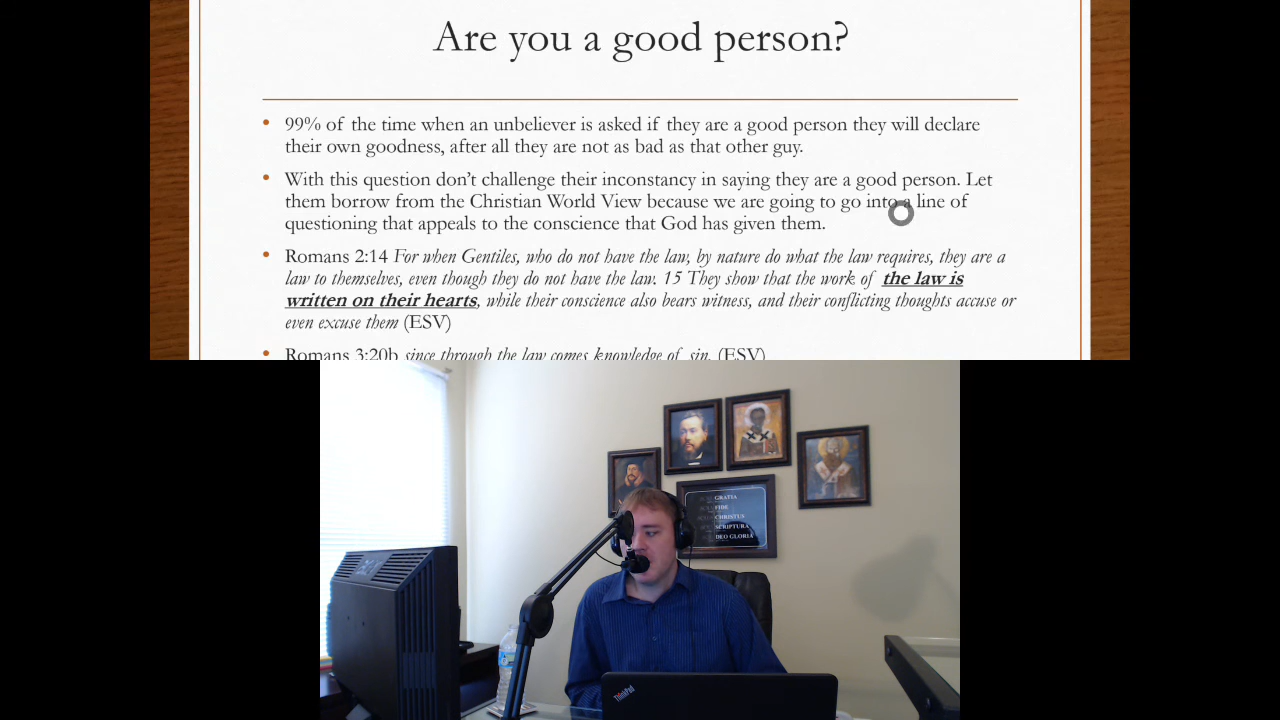 Are you a good person?
• 99% of the time when an unbeliever is asked if they are a good person they will declare
their own goodness, after all they are not as bad as that other guy.
• With this question don't challenge their inconstancy in saying they are a good person. Let
them borrow from the Christian World View because we are going to go into a line of
questioning that appeals to the conscience that God has given them.
• Romans 2:14 For when Gentiles, who do not have the law, by nature do what the law requires, they are a
law to themselves, even though they do not have the law. 15 They show that the work of the law is
written on their hearts, while their conscience also bears witness, and their conflicting thoughts accuse or
even excuse them (ESV)
• Romans 3:20b since through the law comes knowledge of sin. (ESV)
GRATIA
FIDE
CHRISTUS
SCRIPTURA
DEO GLORIA
ThinkPad